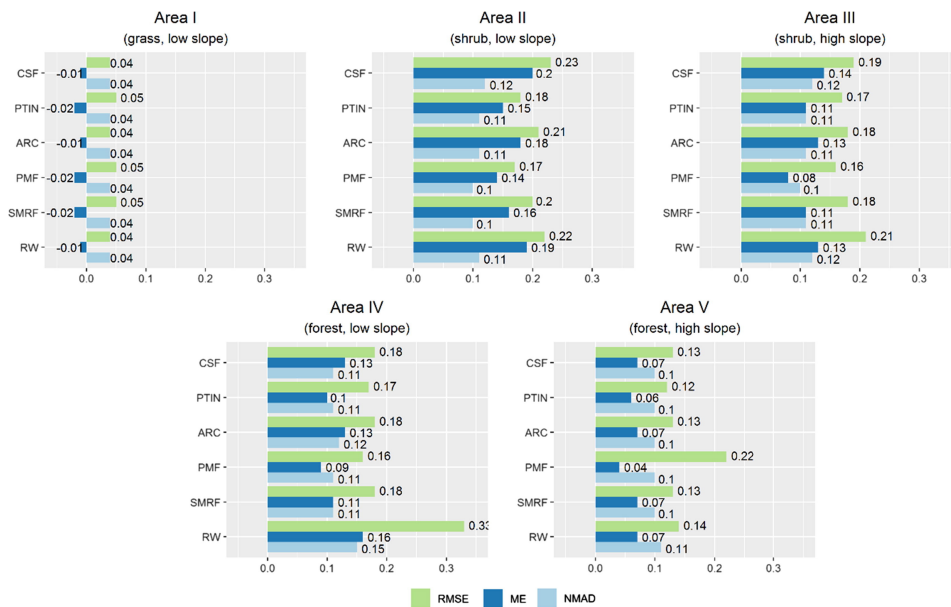 Area I
(grass, low slope)
CSF
-0.01
0.04
0.04
PTIN
-0.02
0.05
0.04
ARC
-0.01
0.04
0.04
PMF
-0.02
0.05
0.04
SMRF
-0.02
0.05
0.04
RW
-0.01
0.04
0.04
0.0 0.1 0.2 0.3
Area II
(shrub, low slope)
CSF
0.23
0.2
0.12
PTIN
0.18
0.15
0.11
ARC
0.21
0.18
0.11
PMF
0.17
0.14
0.1
SMRF
0.2
0.16
0.1
RW
0.22
0.19
0.11
0.0 0.1 0.2 0.3
Area III
(shrub, high slope)
CSF
0.19
0.14
0.12
PTIN
0.17
0.11
0.11
ARC
0.18
0.13
0.11
PMF
0.16
0.08
0.1
SMRF
0.18
0.11
0.11
RW
0.21
0.13
0.12
0.0 0.1 0.2 0.3
Area IV
(forest, low slope)
CSF
0.18
0.13
0.11
PTIN
0.17
0.1
0.11
ARC
0.18
0.13
0.12
PMF
0.16
0.09
0.11
SMRF
0.18
0.11
0.11
RW
0.33
0.16
0.15
0.0 0.1 0.2 0.3
Area V
(forest, high slope)
CSF
0.13
0.07
0.1
PTIN
0.12
0.06
0.1
ARC
0.13
0.07
0.1
PMF
0.22
0.04
0.1
SMRF
0.13
0.07
0.1
RW
0.14
0.07
0.11
0.0 0.1 0.2 0.3
RMSE ME NMAD